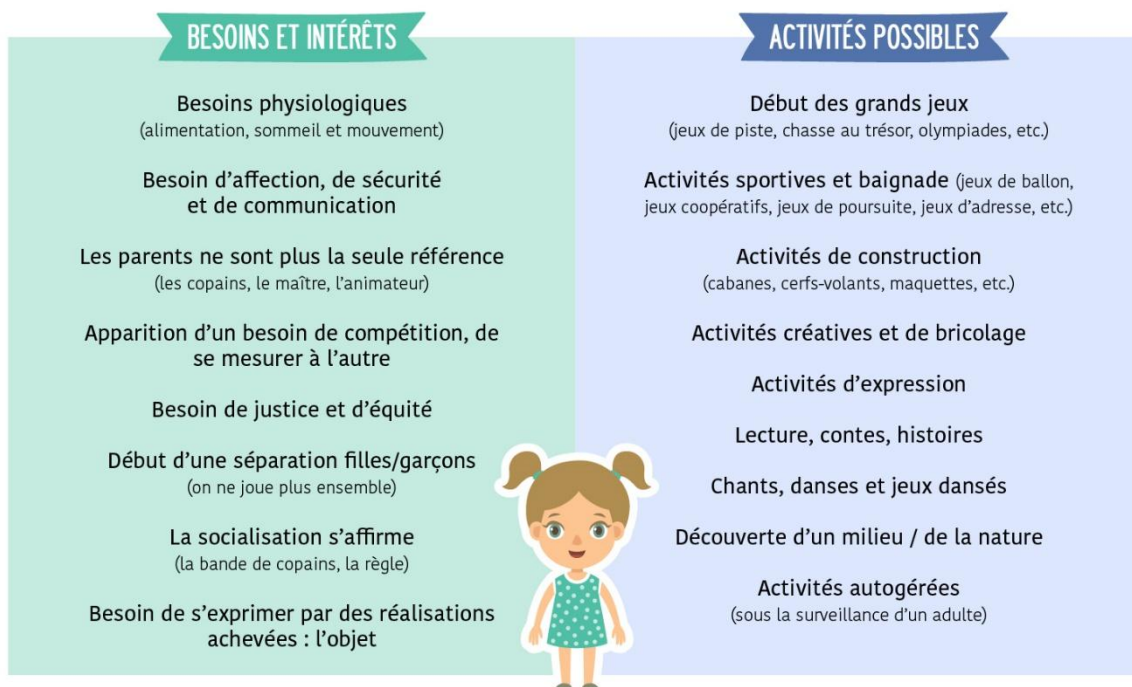 BESOINS ET INTÉRÊTS
Besoins physiologiques
(alimentation, sommeil et mouvement)
Besoin d'affection, de sécurité
et de communication
Les parents ne sont plus la seule référence
(les copains, le maître, l'animateur)
Apparition d'un besoin de compétition, de
se mesurer à l'autre
Besoin de justice et d'équité
Début d'une séparation filles/garçons
(on ne joue plus ensemble)
La socialisation s'affirme
(la bande de copains, la règle)
Besoin de s'exprimer par des réalisations
achevées : l'objet
ACTIVITÉS POSSIBLES
Début des grands jeux
(jeux de piste, chasse au trésor, olympiades, etc.)
Activités sportives et baignade (jeux de ballon,
jeux coopératifs, jeux de poursuite, jeux d'adresse, etc.)
Activités de construction
(cabanes, cerfs-volants, maquettes, etc.)
Activités créatives et de bricolage
Activités d'expression
Lecture, contes, histoires
Chants, danses et jeux dansés
Découverte d'un milieu / de la nature
Activités autogérées
(sous la surveillance d'un adulte)